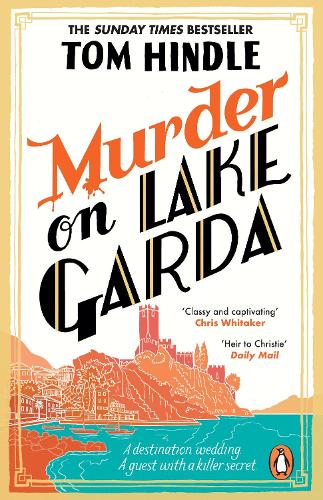 THE SUNDAY TIMES BESTSELLER
TOM HINDLE
Murder
on LAKE
GARDA
‘Classy and captivating’
Chris Whitaker
‘Heir to Christie’
Daily Mail
A destination wedding
A guest with a killer secret